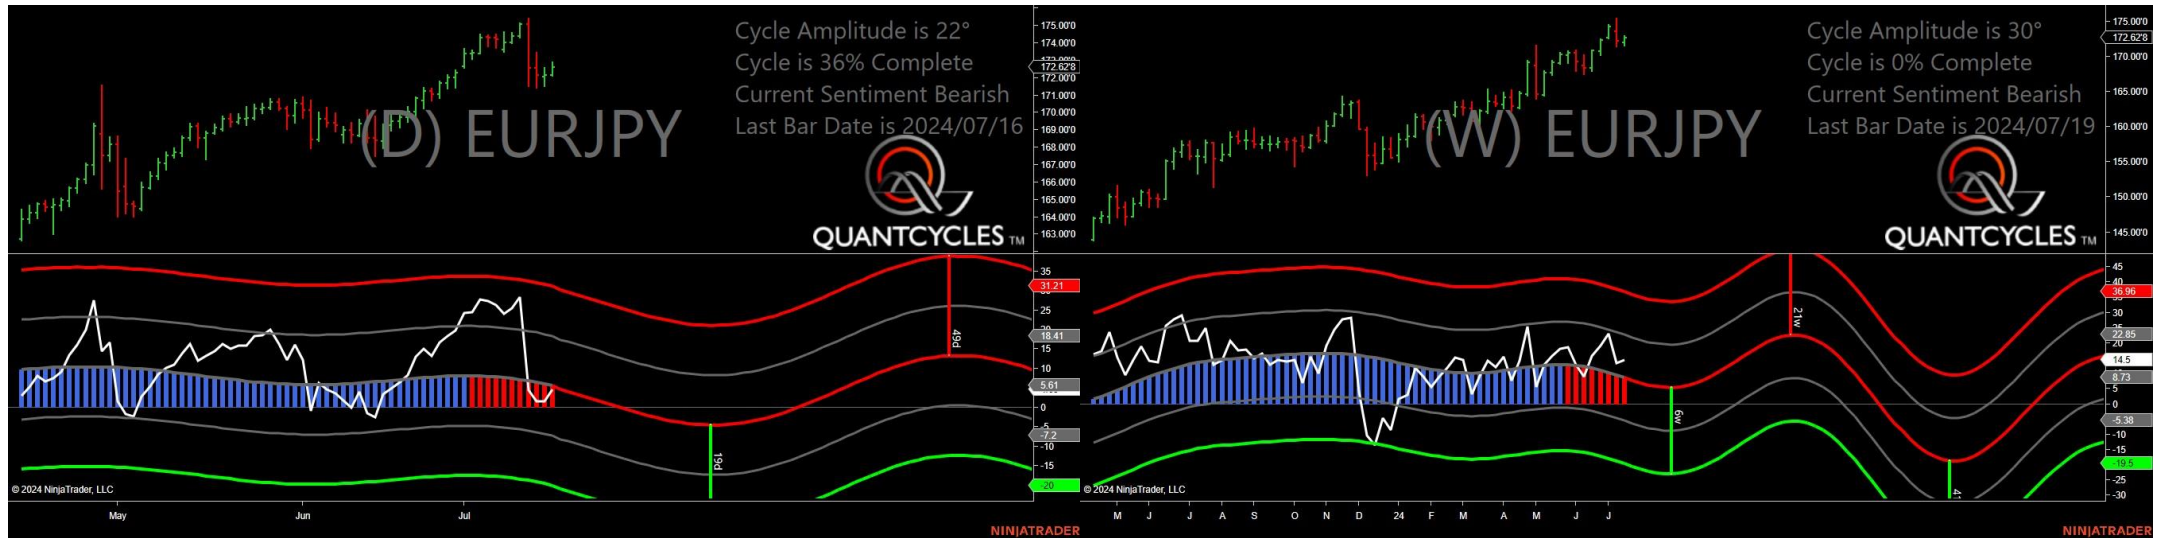 Cycle Amplitude is 22°
Cycle is 36% Complete
Current Sentiment Bearish
Last Bar Date is 2024/07/16
(D) EURJPY
QUANTCYCLES TM
175.00'0
174.00'0
172.62'8
172.00'0
171.00'0
170.00'0
169.00'0
168.00'0
167.00'0
166.00'0
165.00'0
164.00'0
163.00'0
35
31.21
25
18.41
15
10
5.61
0
-5
-7.2
-10
-15
-20
49d
19d
© 2024 NinjaTrader, LLC
May Jun Jul
NINJATRADER
Cycle Amplitude is 30°
Cycle is 0% Complete
Current Sentiment Bearish
Last Bar Date is 2024/07/19
(W) EURJPY
QUANTCYCLES TM
175.00'0
172.62'8
170.00'0
165.00'0
160.00'0
155.00'0
150.00'0
145.00'0
45
40
36.96
30
22.85
20
14.5
8.73
5
0
-5.38
-10
-15
-19.5
-25
-30
21w
6w
© 2024 NinjaTrader, LLC
M J J A S O N D 24 F M A M J J
NINJATRADER